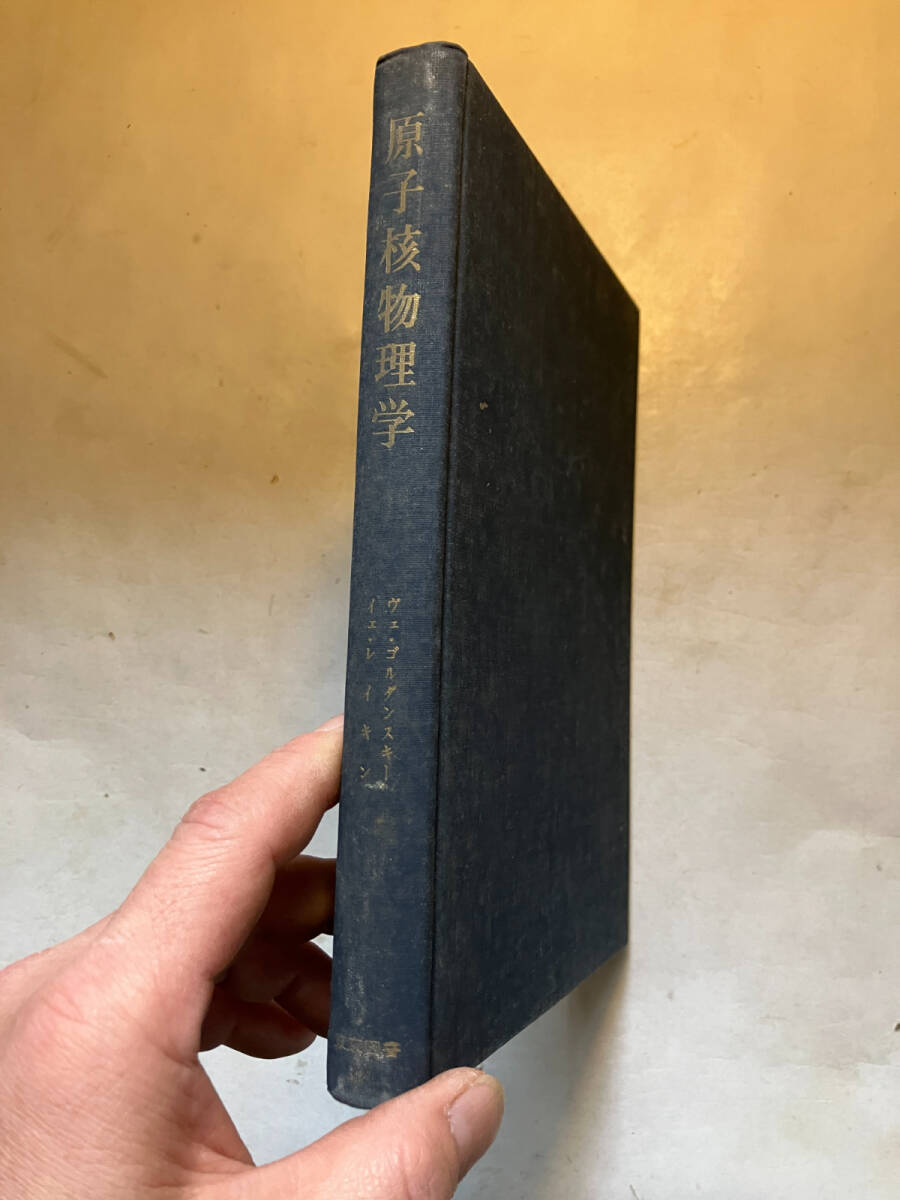 原子核物理学
ヴェ・ゴルダンスキー
イェ・レイキン